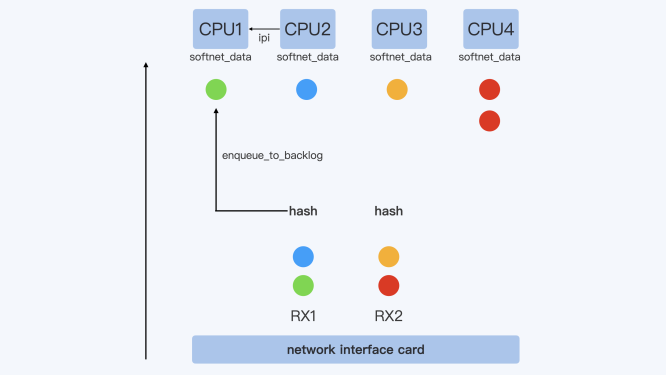 CPU1 CPU2 CPU3 CPU4
ipi
softnet_data softnet_data softnet_data softnet_data
enqueue_to_backlog
hash hash
RX1 RX2
network interface card